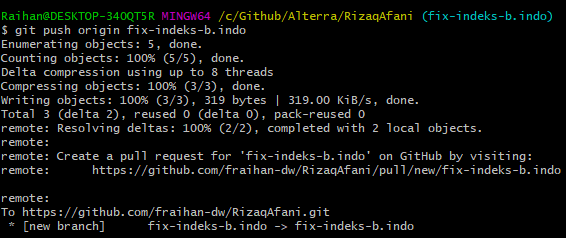 Raihan@DESKTOP-34OQT5R MINGW64 /c/Github/Alterra/RizaqAfani (fix-indeks-b.indo)
$ git push origin fix-indeks-b.indo
Enumerating objects: 5, done.
Counting objects: 100% (5/5), done.
Delta compression using up to 8 threads
Compressing objects: 100% (3/3), done.
Writing objects: 100% (3/3), 319 bytes | 319.00 KiB/s, done.
Total 3 (delta 2), reused 0 (delta 0), pack-reused 0
remote: Resolving deltas: 100% (2/2), completed with 2 local objects.
remote:
remote: Create a pull request for 'fix-indeks-b.indo' on GitHub by visiting:
remote:      https://github.com/fraihan-dw/RizaqAfani/pull/new/fix-indeks-b.indo
remote:
To https://github.com/fraihan-dw/RizaqAfani.git
 * [new branch]      fix-indeks-b.indo -> fix-indeks-b.indo